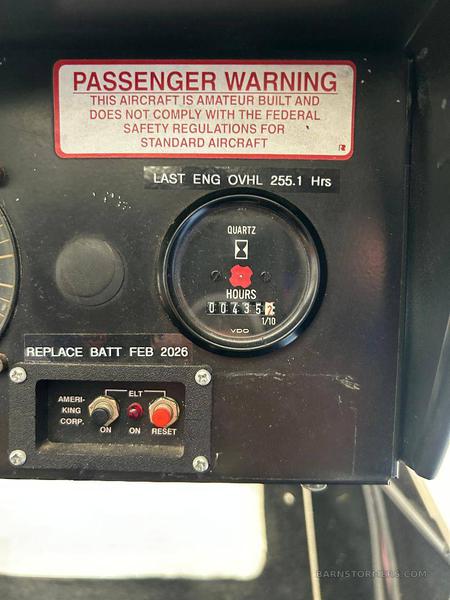 PASSENGER WARNING
THIS AIRCRAFT IS AMATEUR BUILT AND
DOES NOT COMPLY WITH THE FEDERAL
SAFETY REGULATIONS FOR
STANDARD AIRCRAFT
LAST ENG OVHL 255.1 Hrs
QUARTZ
HOURS
004352
1/10
VDO
REPLACE BATT FEB 2026
AMERI-
KING
CORP.
ELT
ON
ON
RESET
BARNSTORMERS.COM